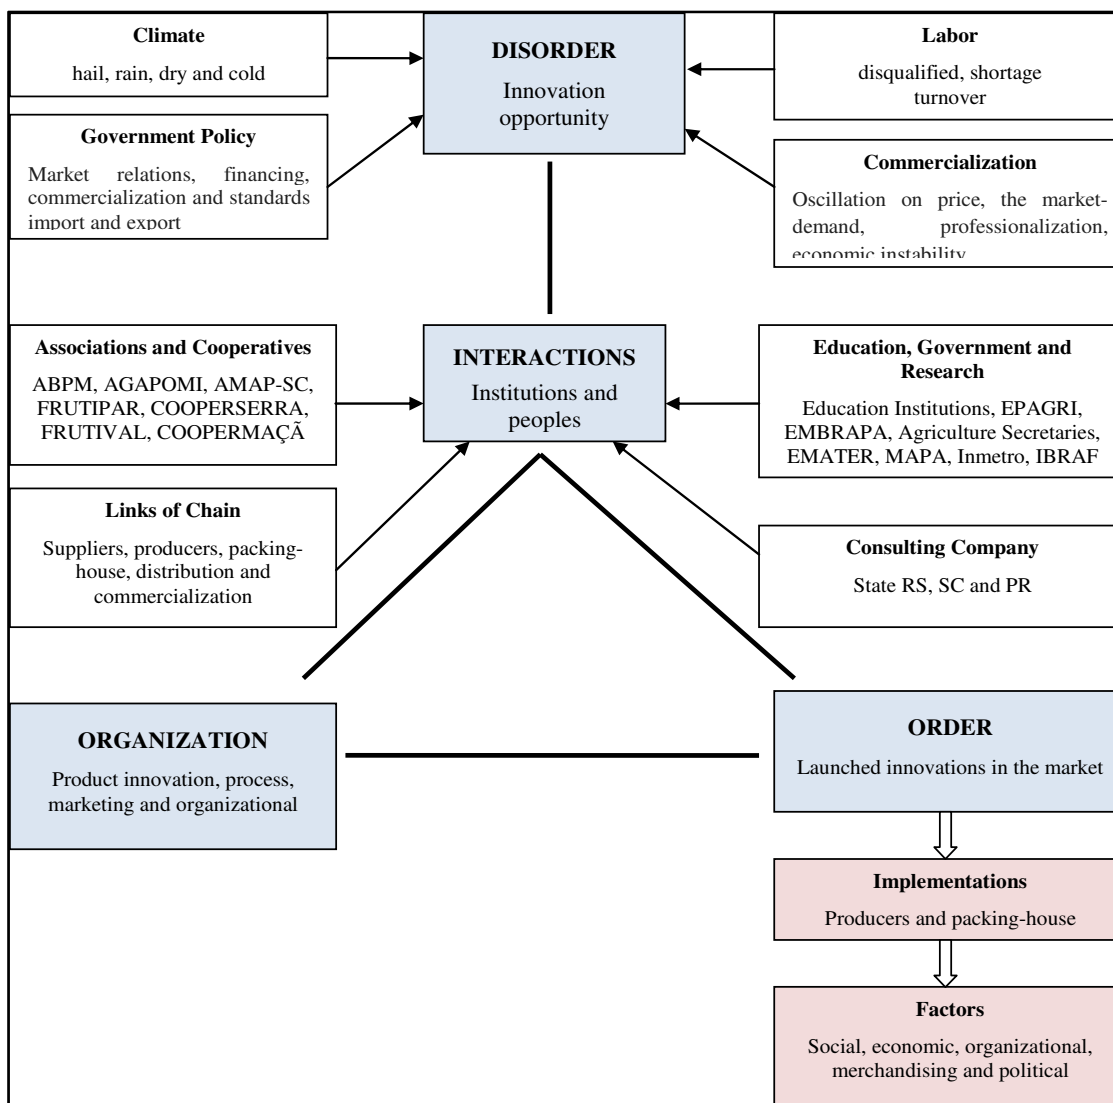 Climate
hail, rain, dry and cold
DISORDER
Innovation
opportunity
Labor
disqualified, shortage
turnover
Government Policy
Market relations, financing,
commercialization and standards
import and export
Commercialization
Oscillation on price, the market-
demand, professionalization,
economic instability
Associations and Cooperatives
ABPM, AGAPOMI, AMAP-SC,
FRUTIPAR, COOPERSERRA,
FRUTIVAL, COOPERMAÇÃ
INTERACTIONS
Institutions and
peoples
Education, Government and
Research
Education Institutions, EPAGRI,
EMBRAPA, Agriculture Secretaries,
EMATER, MAPA, Inmetro, IBRAF
Links of Chain
Suppliers, producers, packing-
house, distribution and
commercialization
Consulting Company
State RS, SC and PR
ORGANIZATION
Product innovation, process,
marketing and organizational
ORDER
Launched innovations in the market
Implementations
Producers and packing-house
Factors
Social, economic, organizational,
merchandising and political